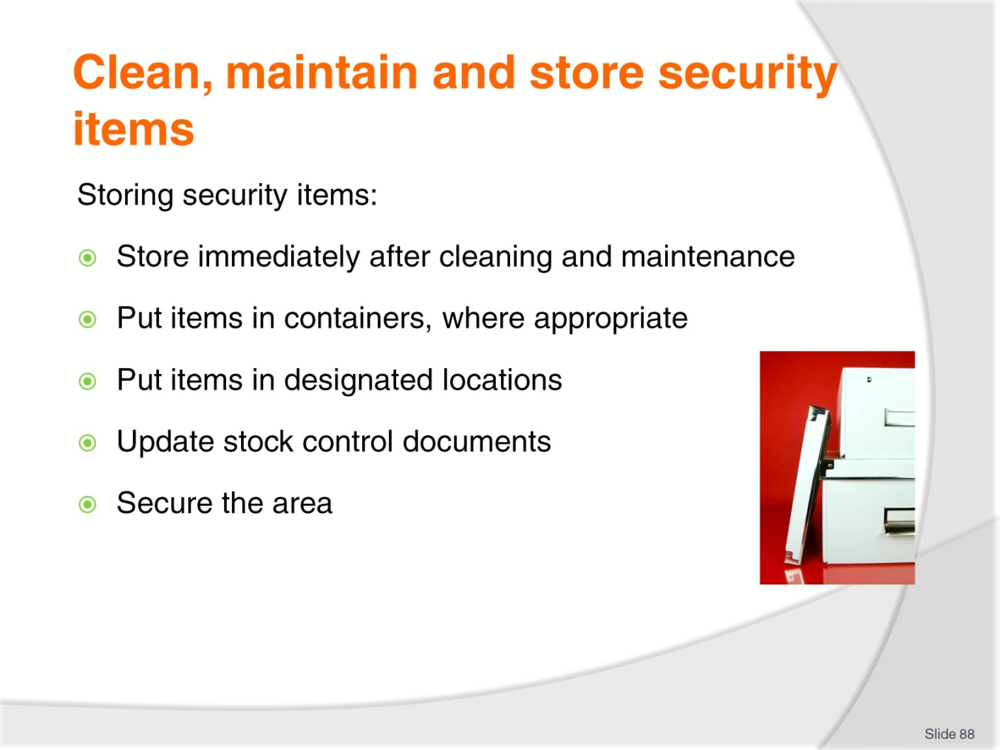 Clean, maintain and store security
items
Storing security items:
Store immediately after cleaning and maintenance
Put items in containers, where appropriate
Put items in designated locations
Update stock control documents
Secure the area
Slide 88